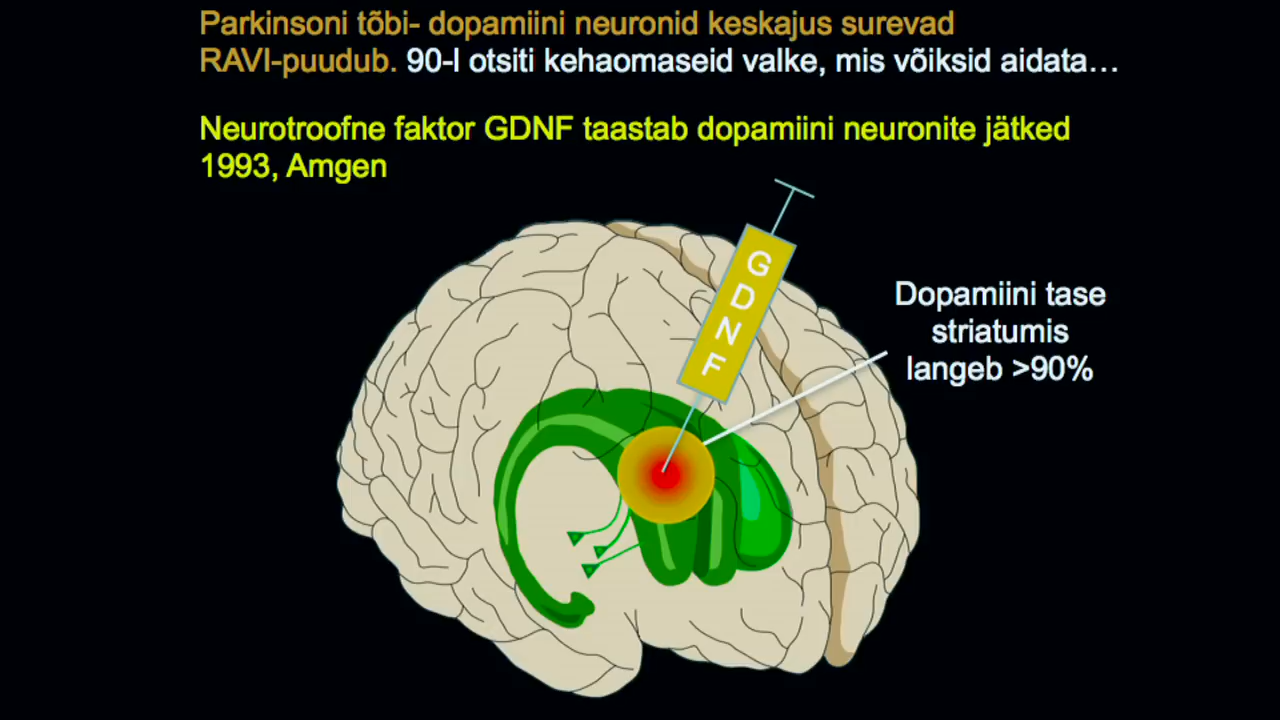 Parkinsoni tõbi- dopamiini neuronid keskajus surevad
RAVI-puudub. 90-l otsiti kehaomaseid valke, mis võiksid aidata…
Neurotroofne faktor GDNF taastab dopamiini neuronite jätked
1993, Amgen
GDNF
Dopamiini tase
striatumis
langeb >90%